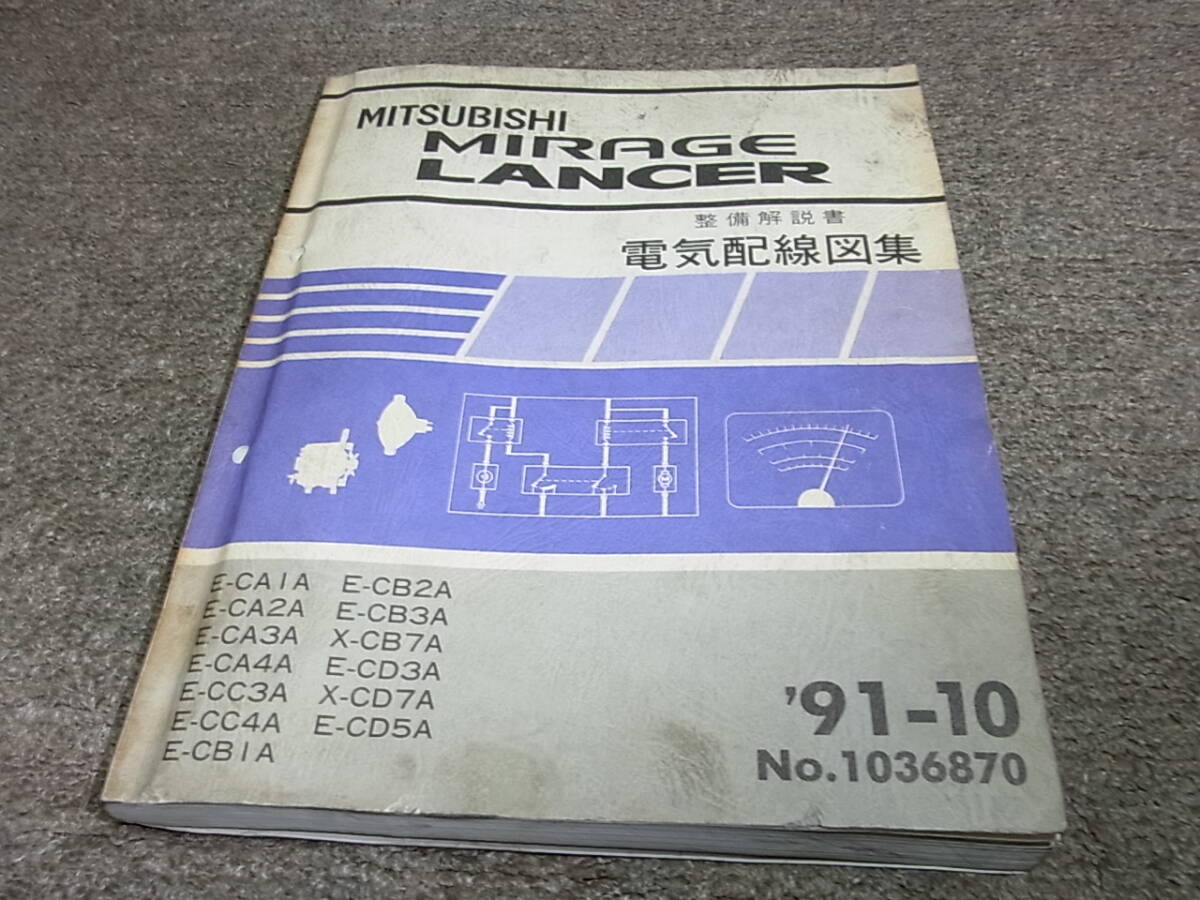 MITSUBISHI
MIRAGE
LANCER
整備解説書
電気配線図集
E-CA1A E-CB2A
E-CA2A E-CB3A
E-CA3A X-CB7A
E-CA4A E-CD3A
E-CC3A X-CD7A
E-CC4A E-CD5A
E-CB1A
'91-10
No.1036870